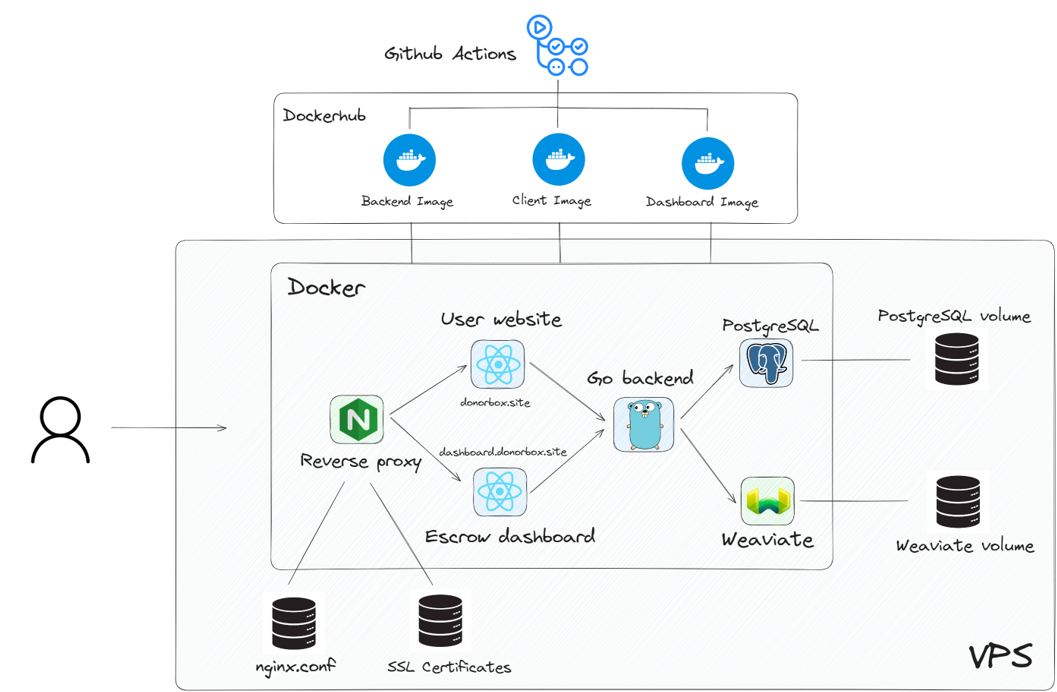 Github Actions
Dockerhub
Backend Image
Client Image
Dashboard Image
Docker
User website
PostgreSQL
PostgreSQL volume
Go backend
donorbox.site
N
Reverse proxy
dashboard.donorbox.site
Escrow dashboard
Weaviate
Weaviate volume
nginx.conf
SSL Certificates
VPS